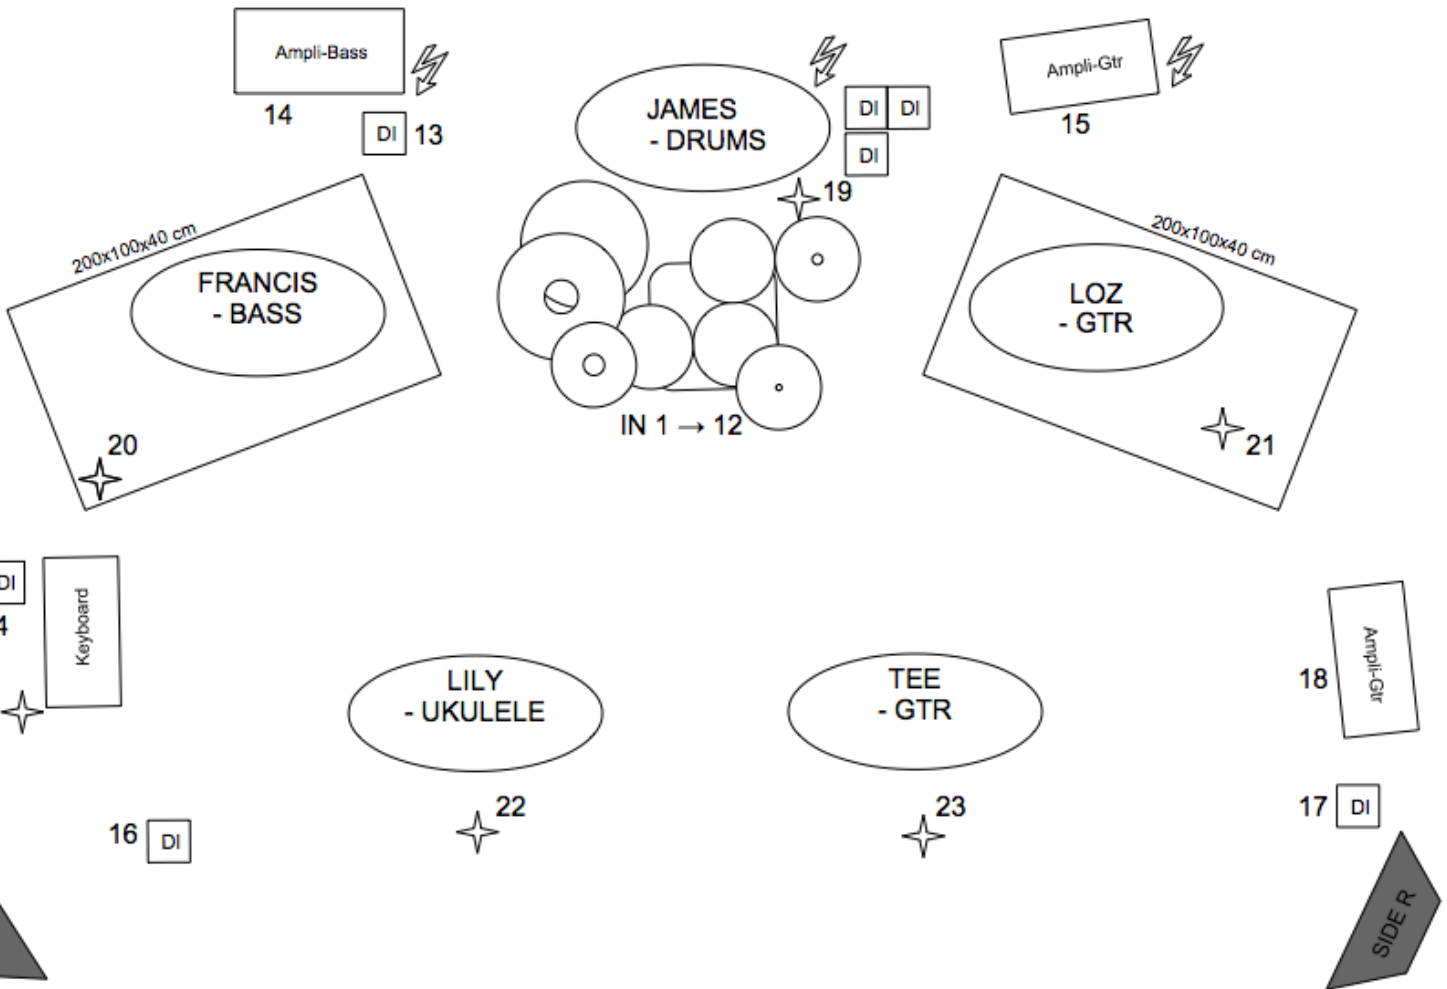 Ampli-Bass
14
DI
13
JAMES
- DRUMS
DI
DI
DI
19
Ampli-Gtr
15
200x100x40 cm
FRANCIS
- BASS
20
IN 1 → 12
200x100x40 cm
LOZ
- GTR
21
DI
4
Keyboard
LILY
- UKULELE
22
16
DI
TEE
- GTR
23
18
Ampli-Gtr
17
DI
SIDE R